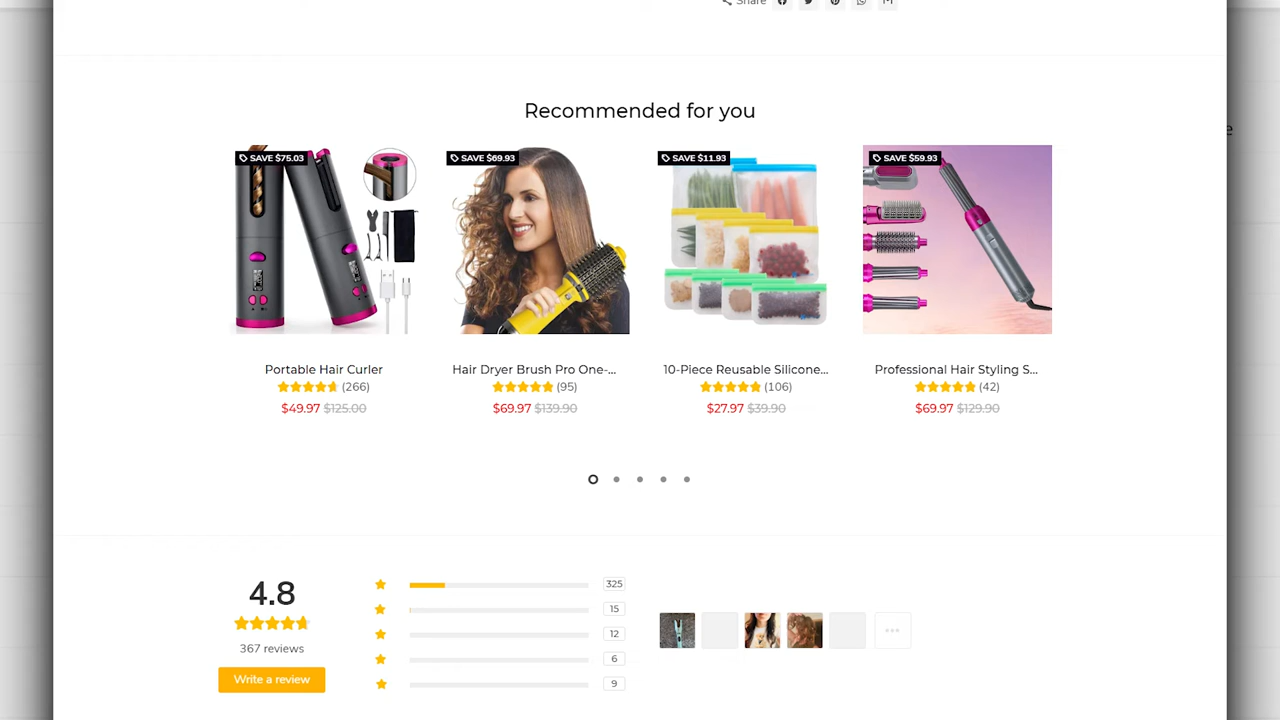 Share
Recommended for you
SAVE $75.03
SAVE $69.93
SAVE $11.93
SAVE $59.93
Portable Hair Curler
Hair Dryer Brush Pro One-...
10-Piece Reusable Silicone...
Professional Hair Styling S...
(266)
(95)
(106)
(42)
$49.97 $125.00
$69.97 $139.90
$27.97 $39.90
$69.97 $129.90
4.8
367 reviews
Write a review
325
15
12
6
9
e